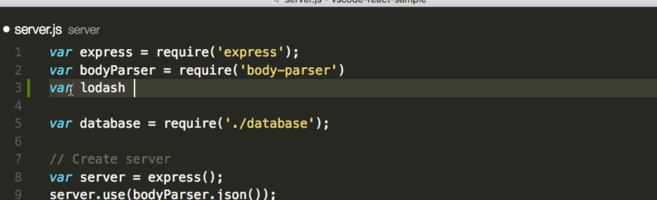 server.js - vscode-react-sample
● server.js server
1 var express = require('express');
2 var bodyParser = require('body-parser')
3 var lodash
4
5 var database = require('./database');
6
7 // Create server
8 var server = express();
9 server.use(bodyParser.json());